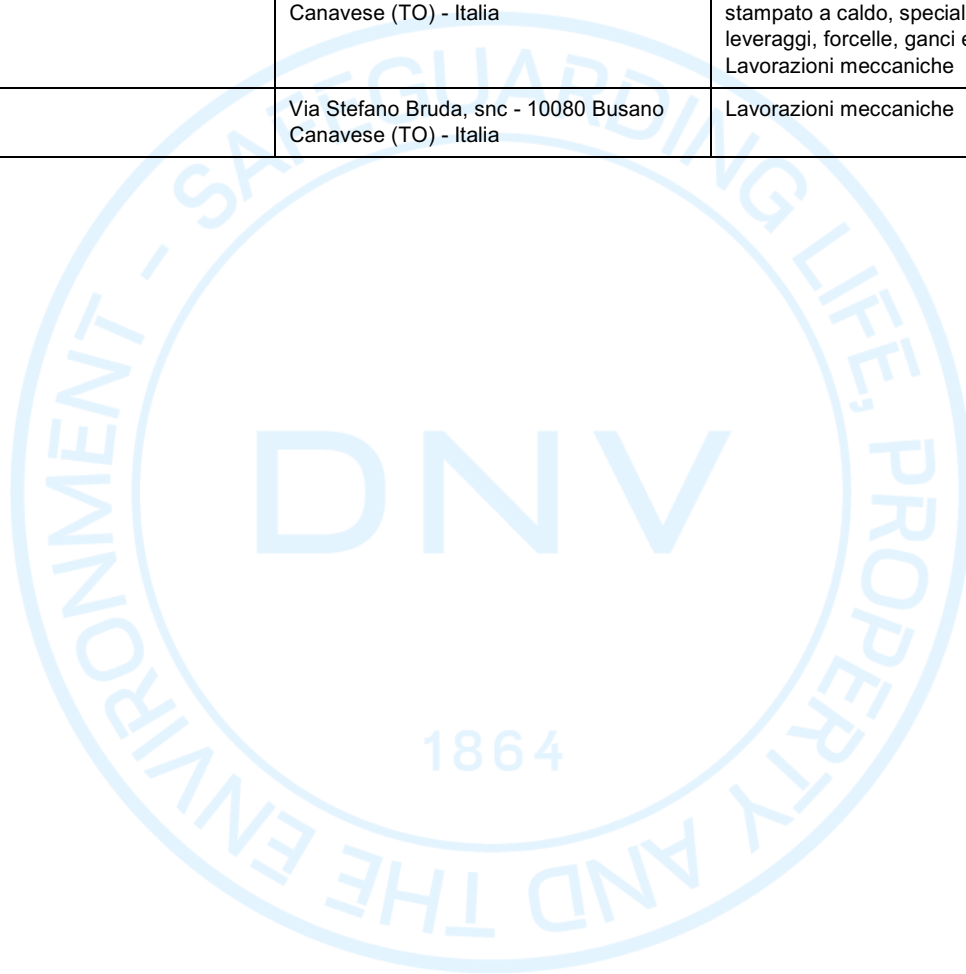 Canavese (TO) - Italia
stampato a caldo, special
leveraggi, forcelle, ganci e
Lavorazioni meccaniche
Via Stefano Bruda, snc - 10080 Busano
Canavese (TO) - Italia
Lavorazioni meccaniche
SAFEGUARDING LIFE, PROPERTY AND THE ENVIRONMENT -
DNV
1864